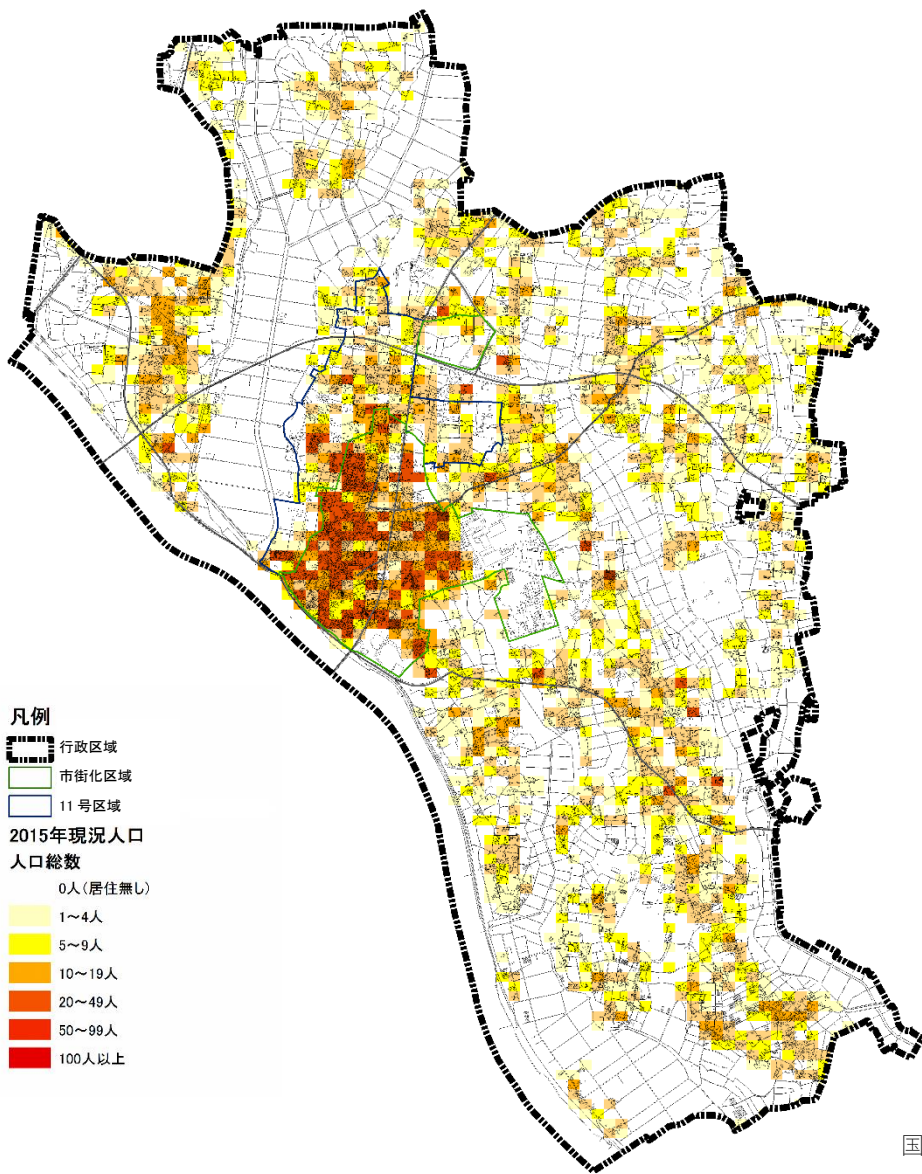 凡例
行政区域
市街化区域
11号区域
2015年現況人口
人口総数
0人(居住無し)
1～4人
5～9人
10～19人
20～49人
50～99人
100人以上
国